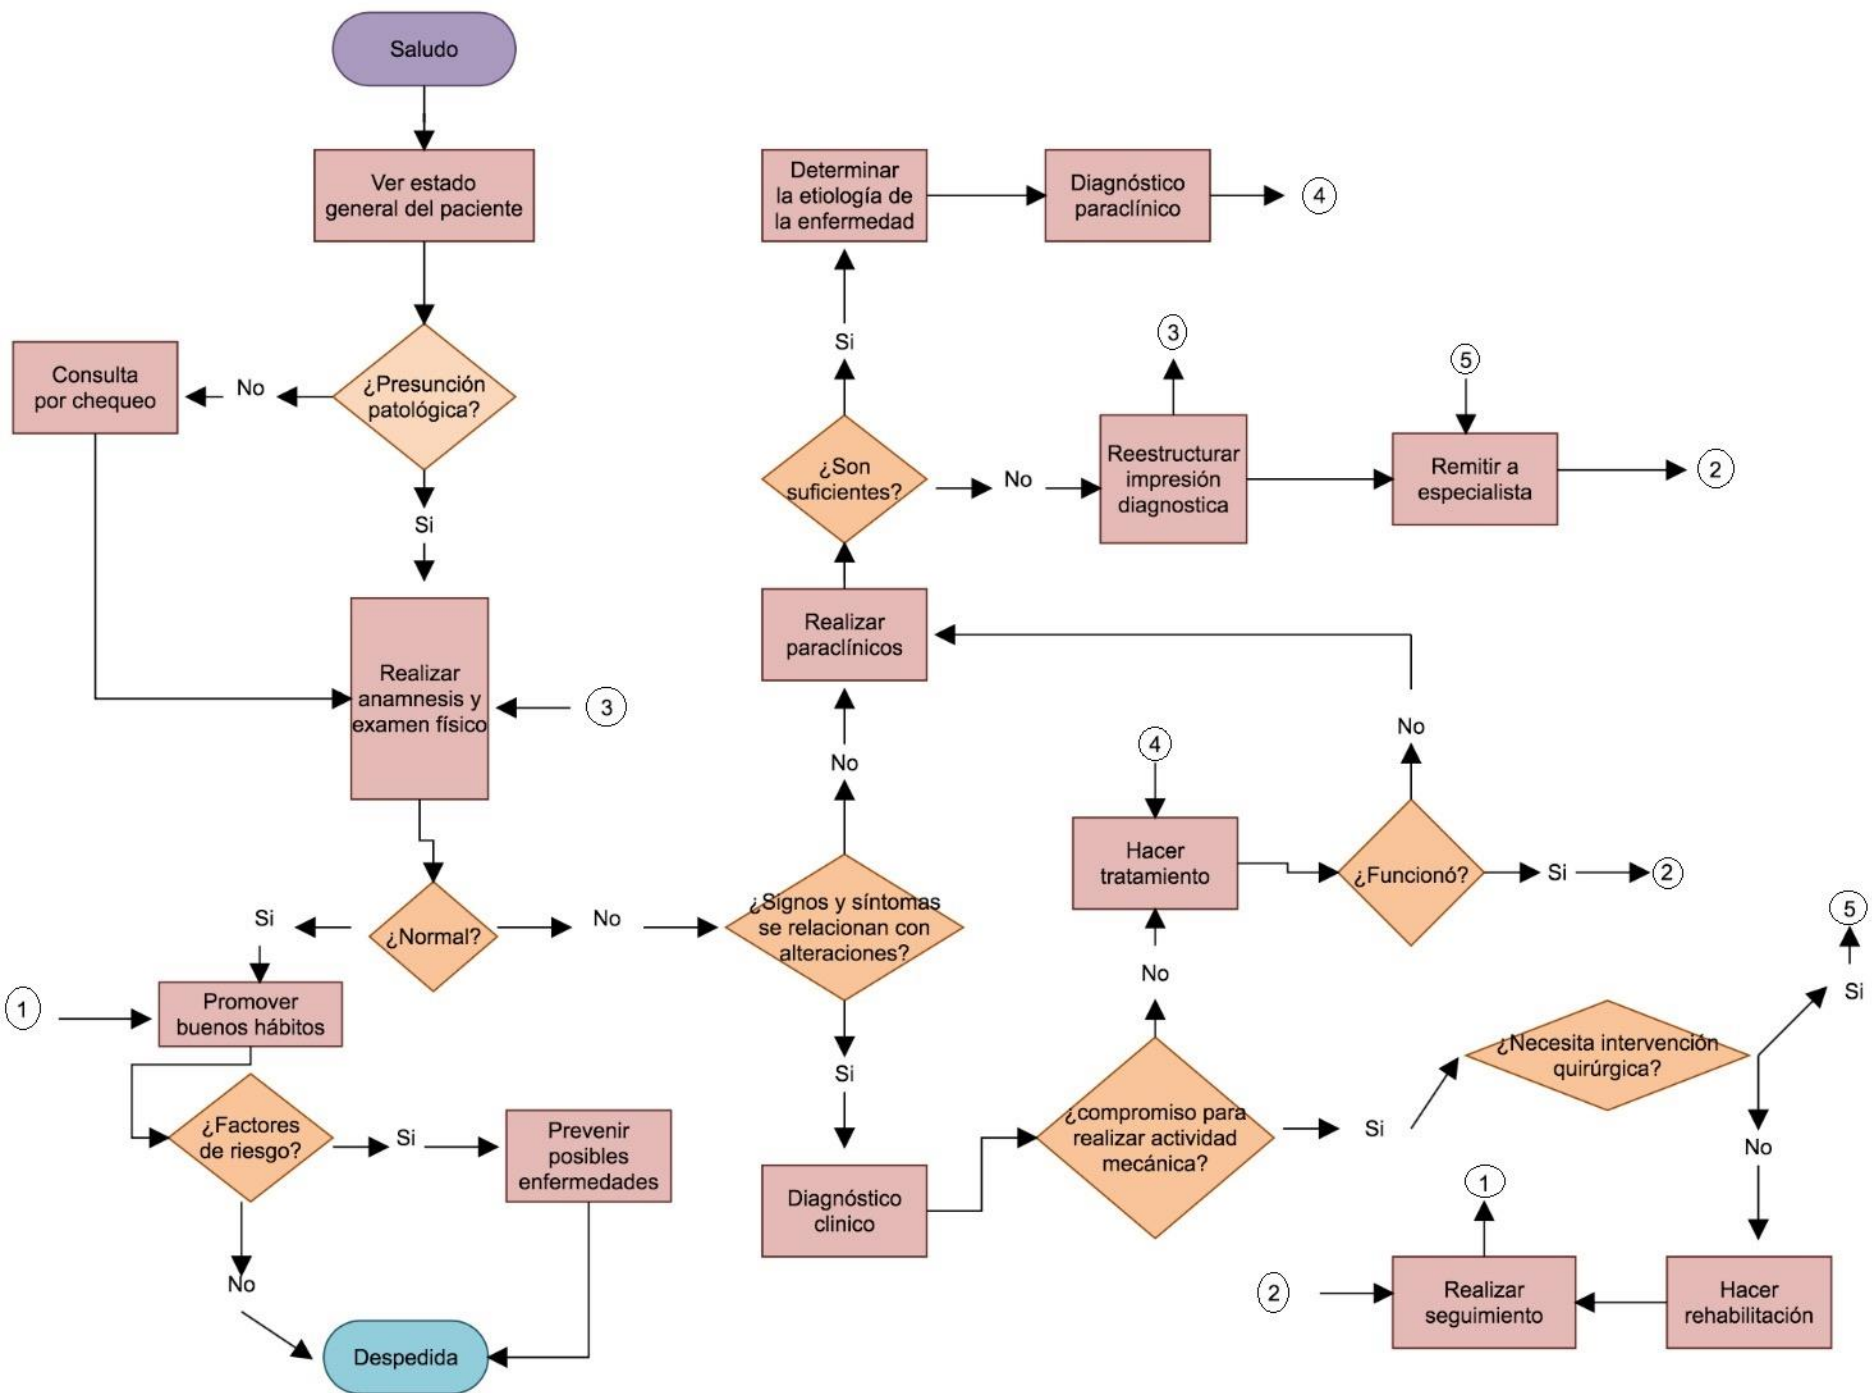 Saludo
Ver estado
general del paciente
¿Presunción
patológica?
No
Consulta
por chequeo
Si
Realizar
anamnesis y
examen físico
3
¿Normal?
Si
No
1
Promover
buenos hábitos
¿Factores
de riesgo?
Si
Prevenir
posibles
enfermedades
No
Despedida
¿Signos y síntomas
se relacionan con
alteraciones?
No
Realizar
paraclínicos
¿Son
suficientes?
Si
Determinar
la etiología de
la enfermedad
Diagnóstico
paraclínico
4
No
Reestructurar
impresión
diagnostica
3
5
Remitir a
especialista
2
Si
Diagnóstico
clinico
¿compromiso para
realizar actividad
mecánica?
No
4
Hacer
tratamiento
¿Funcionó?
No
Si
2
Si
¿Necesita intervención
quirúrgica?
Si
5
No
Hacer
rehabilitación
Realizar
seguimiento
1
2